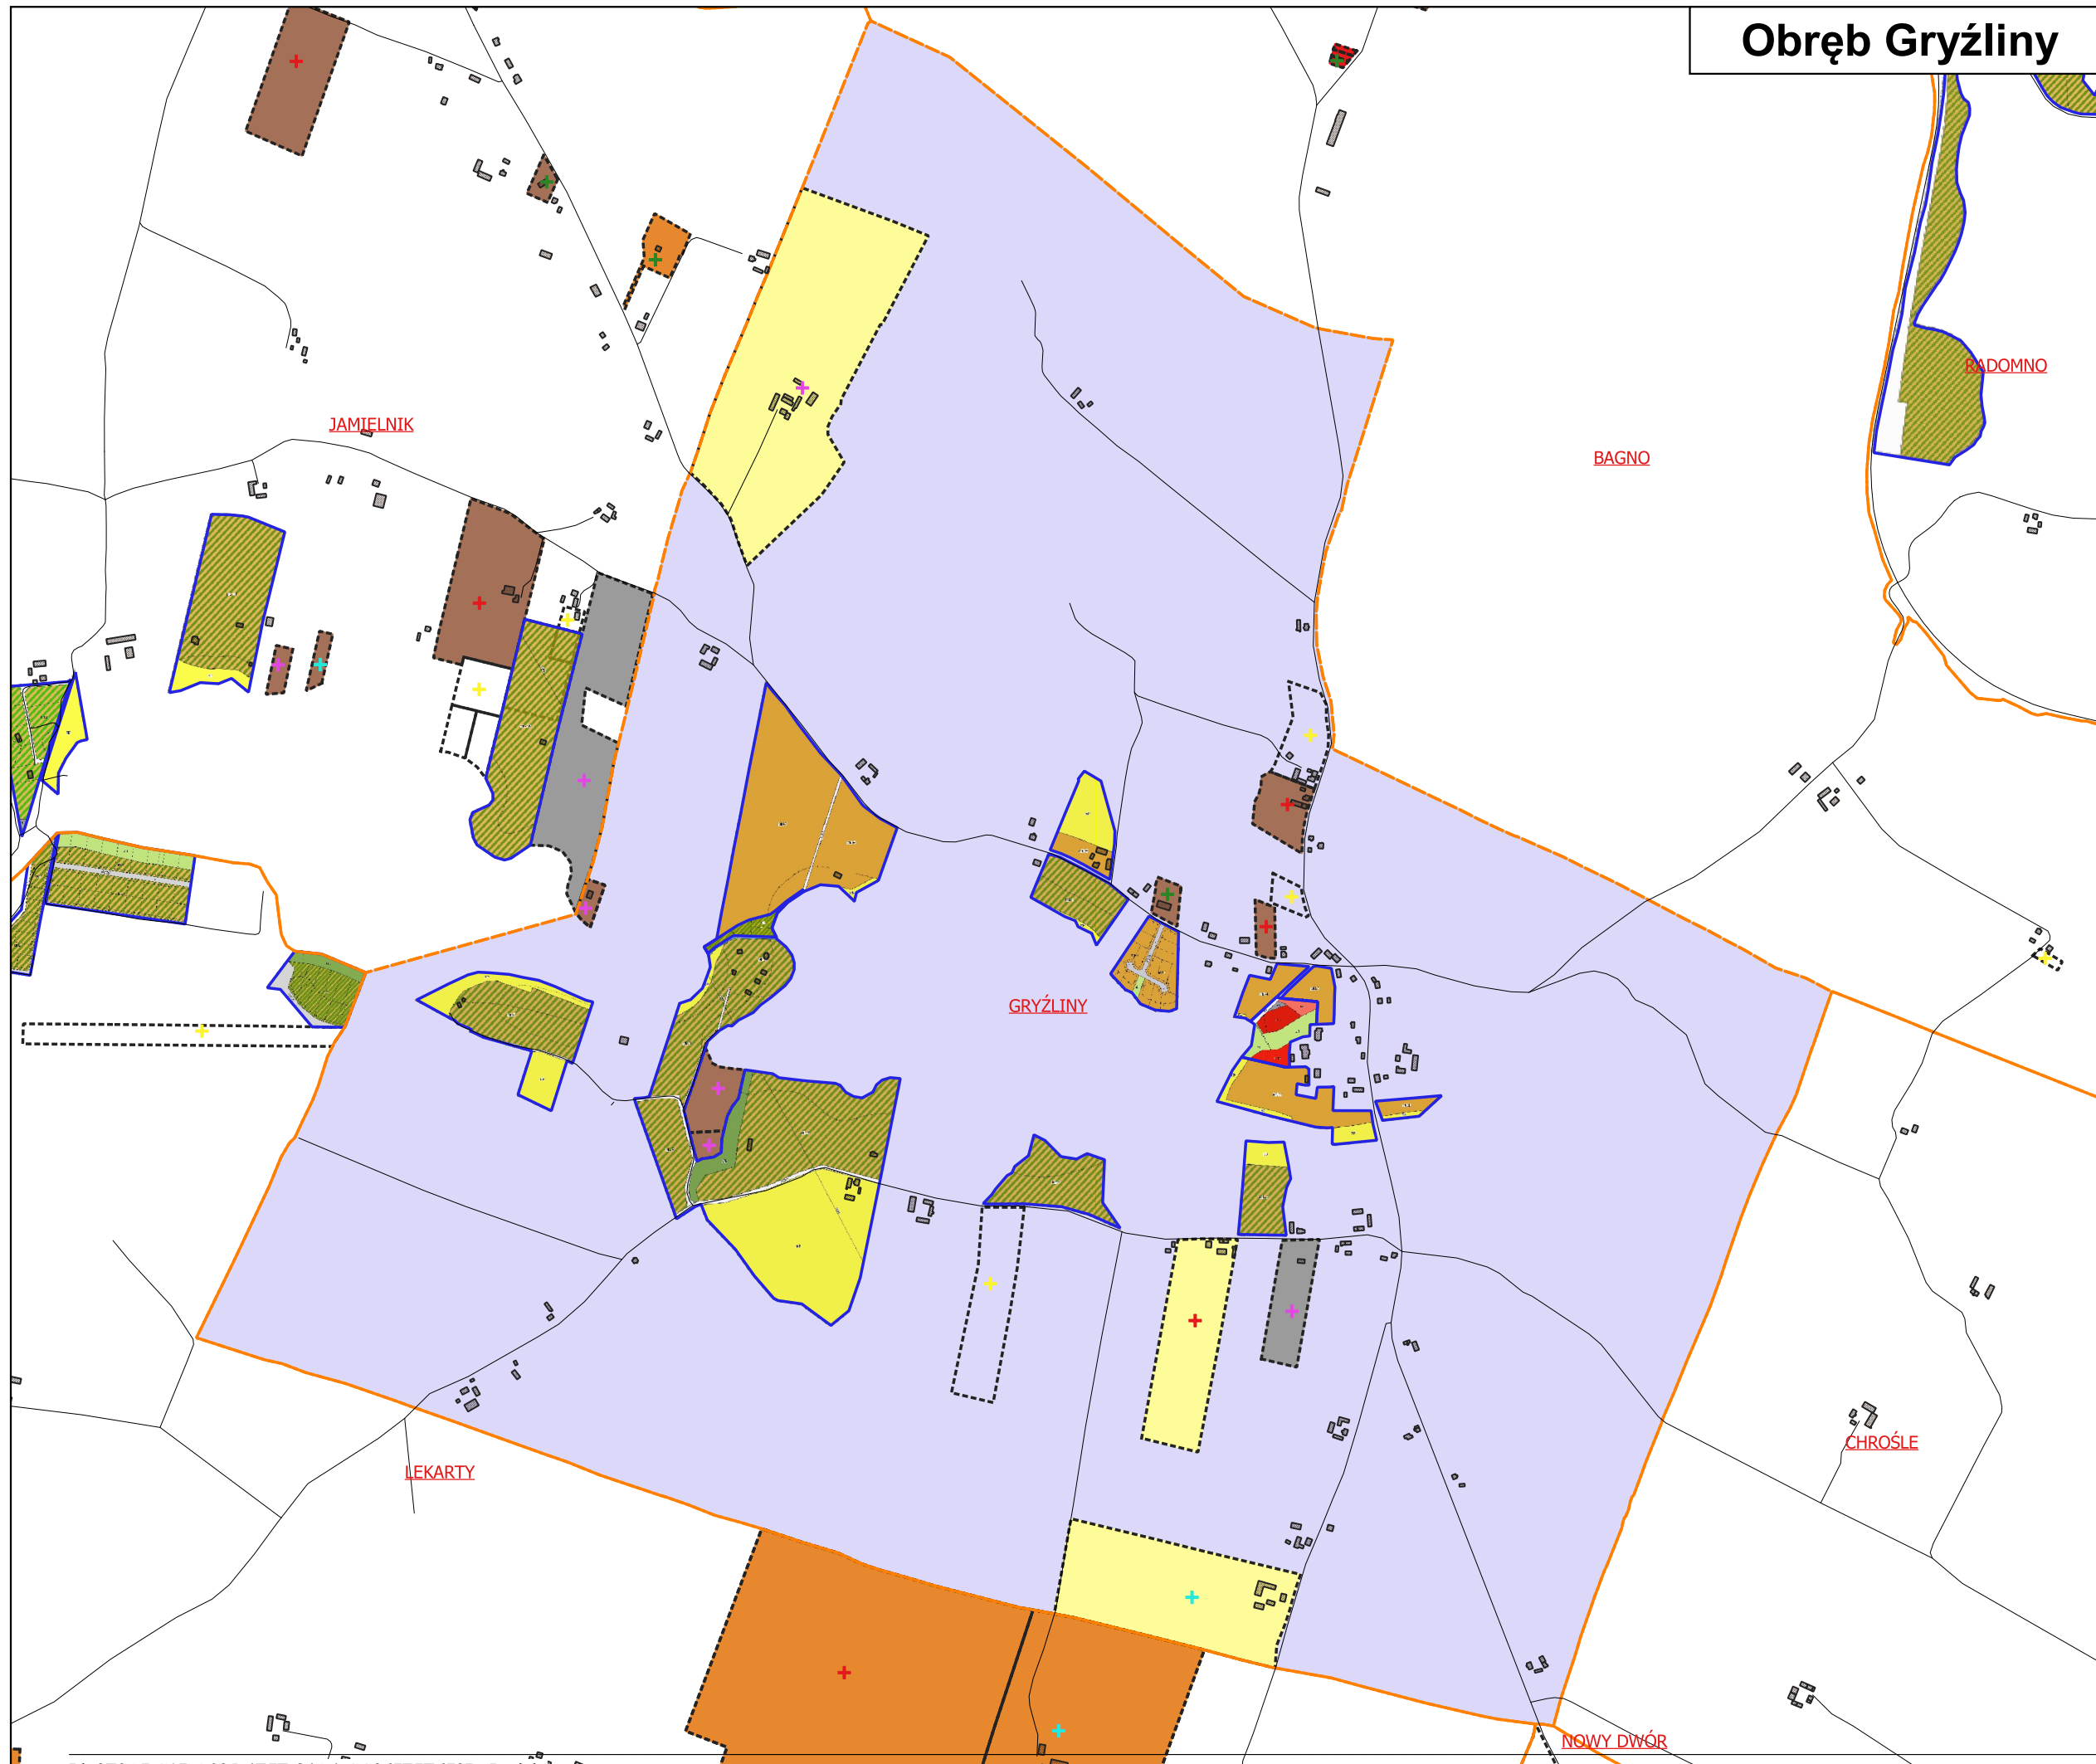 Obręb Gryźliny
RADOMNO
JAMIELNIK
BAGNO
GRYŹLINY
CHROŚLE
LEKARTY
NOWY DWÓR